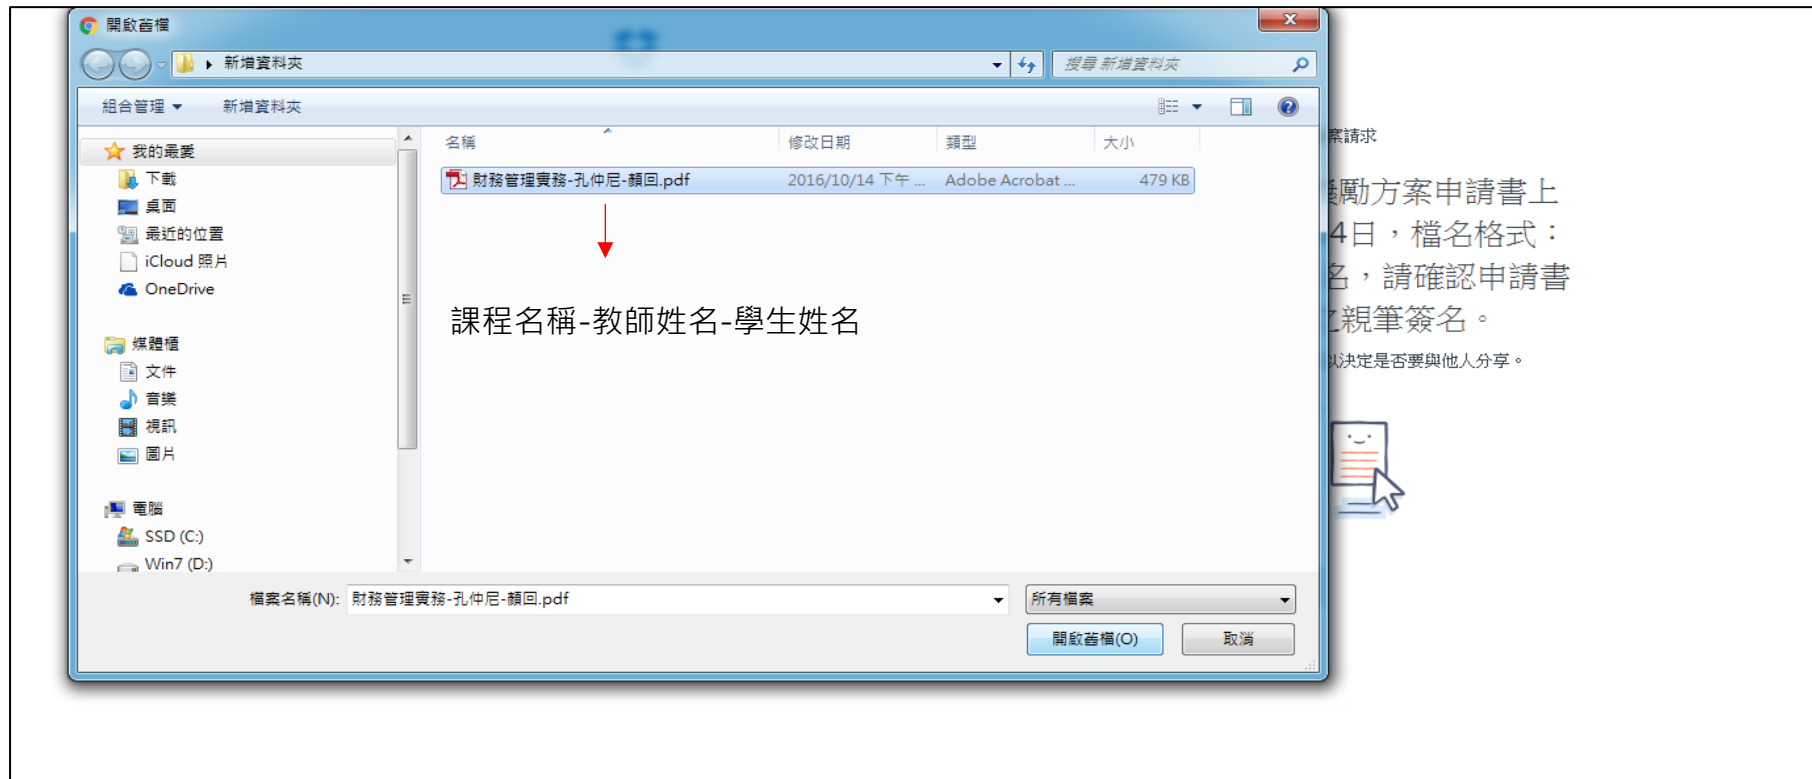 開啟舊檔
新增資料夾
搜尋 新增資料夾
組合管理
新增資料夾
名稱
修改日期
類型
大小
我的最愛
下載
桌面
最近的位置
iCloud 照片
OneDrive
媒體櫃
文件
音樂
視訊
圖片
電腦
SSD (C:)
Win7 (D:)
財務管理實務-孔仲尼-顏回.pdf
2016/10/14 下午 ...
Adobe Acrobat ...
479 KB
課程名稱-教師姓名-學生姓名
檔案名稱(N):
財務管理實務-孔仲尼-顏回.pdf
所有檔案
開啟舊檔(O)
取消
案請求
勵方案申請書上
4日，檔名格式：
名，請確認申請書
親筆簽名。
以決定是否要與他人分享。